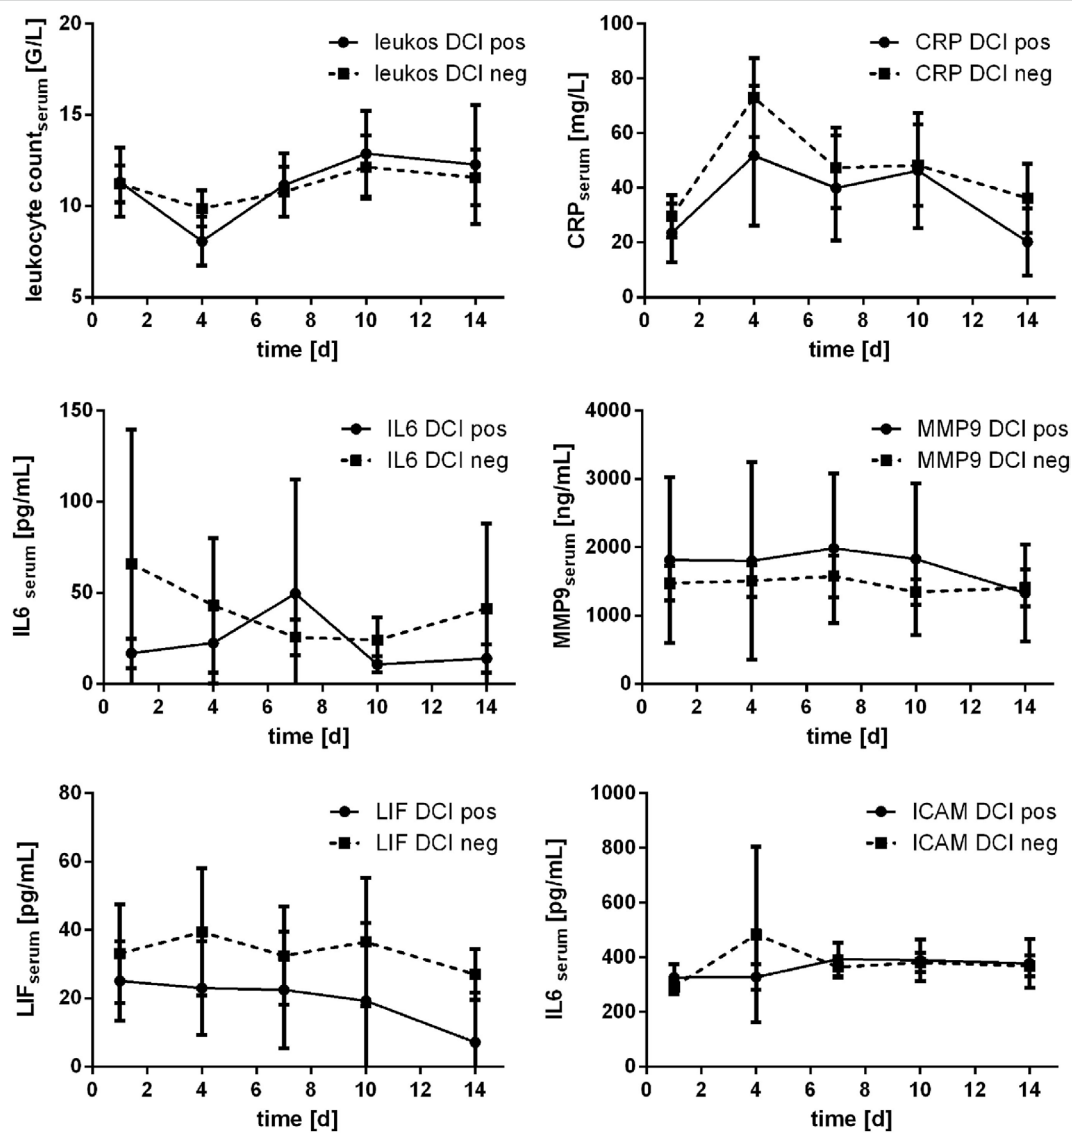 leukocyte countserum [G/L]
20
15
10
5
leukos DCI pos
leukos DCI neg
0 2 4 6 8 10 12 14
time [d]
CRPserum [mg/L]
100
80
60
40
20
0
CRP DCI pos
CRP DCI neg
0 2 4 6 8 10 12 14
time [d]
IL6 serum [pg/mL]
150
100
50
0
IL6 DCI pos
IL6 DCI neg
0 2 4 6 8 10 12 14
time [d]
MMP9serum [ng/mL]
4000
3000
2000
1000
0
MMP9 DCI pos
MMP9 DCI neg
0 2 4 6 8 10 12 14
time [d]
LIFserum [pg/mL]
80
60
40
20
0
LIF DCI pos
LIF DCI neg
0 2 4 6 8 10 12 14
time [d]
IL6 serum [pg/mL]
1000
800
600
400
200
0
ICAM DCI pos
ICAM DCI neg
0 2 4 6 8 10 12 14
time [d]